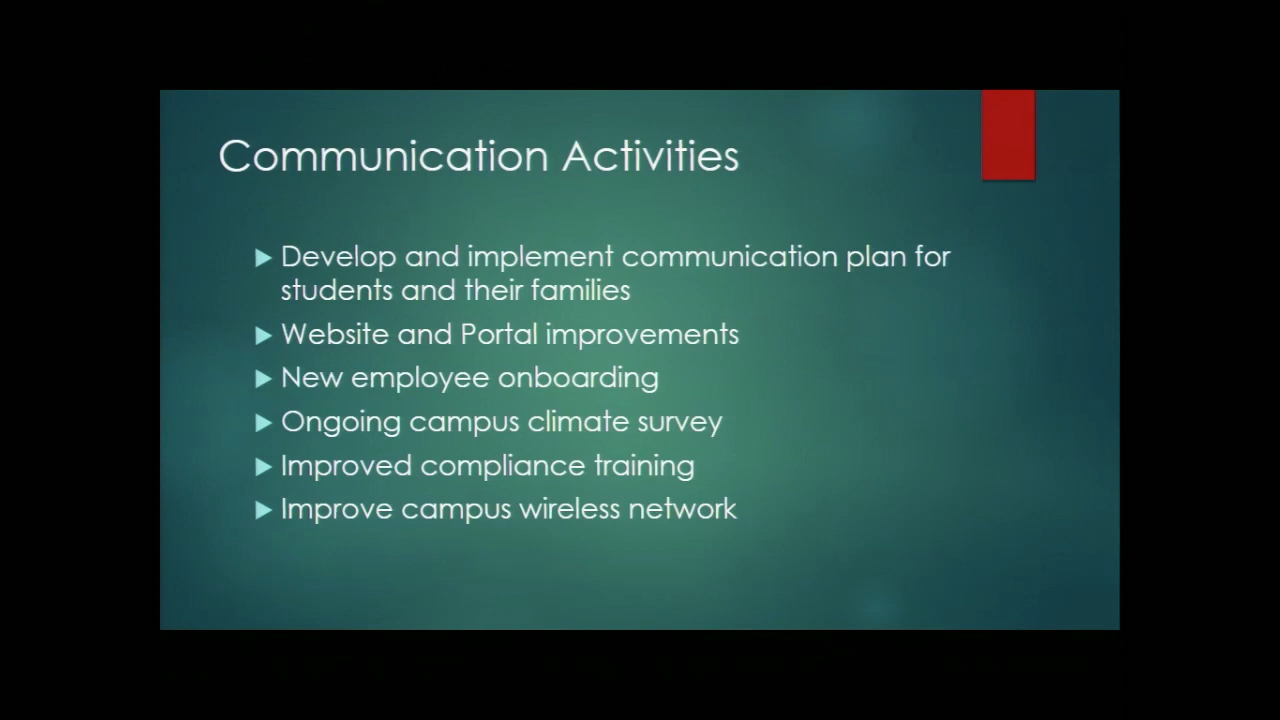 Communication Activities
Develop and implement communication plan for
students and their families
Website and Portal improvements
New employee onboarding
Ongoing campus climate survey
Improved compliance training
Improve campus wireless network